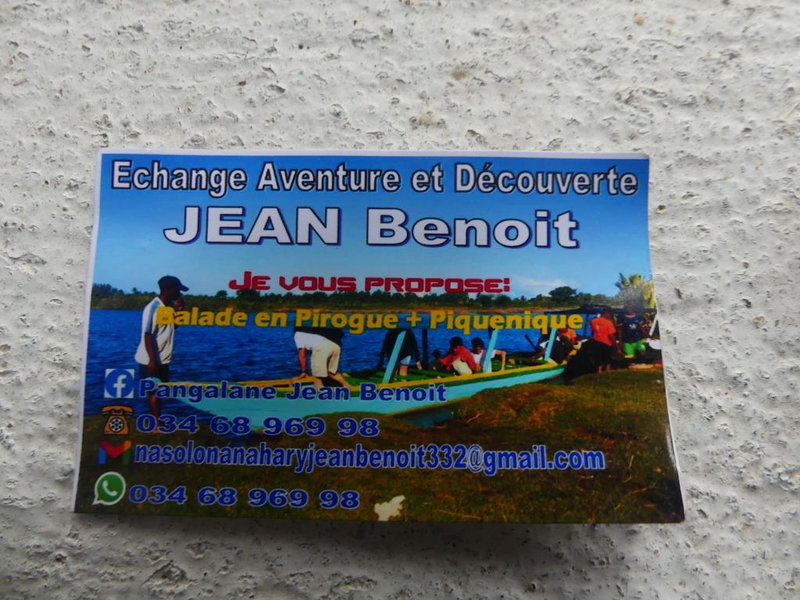 Echange Aventure et Découverte
JEAN Benoit
Je vous propose:
Balade en Pirogue + Piquenique
Pangalane Jean Benoit
034 68 969 98
nasolonanaharyjeanbenoit332@gmail.com
034 68 969 98